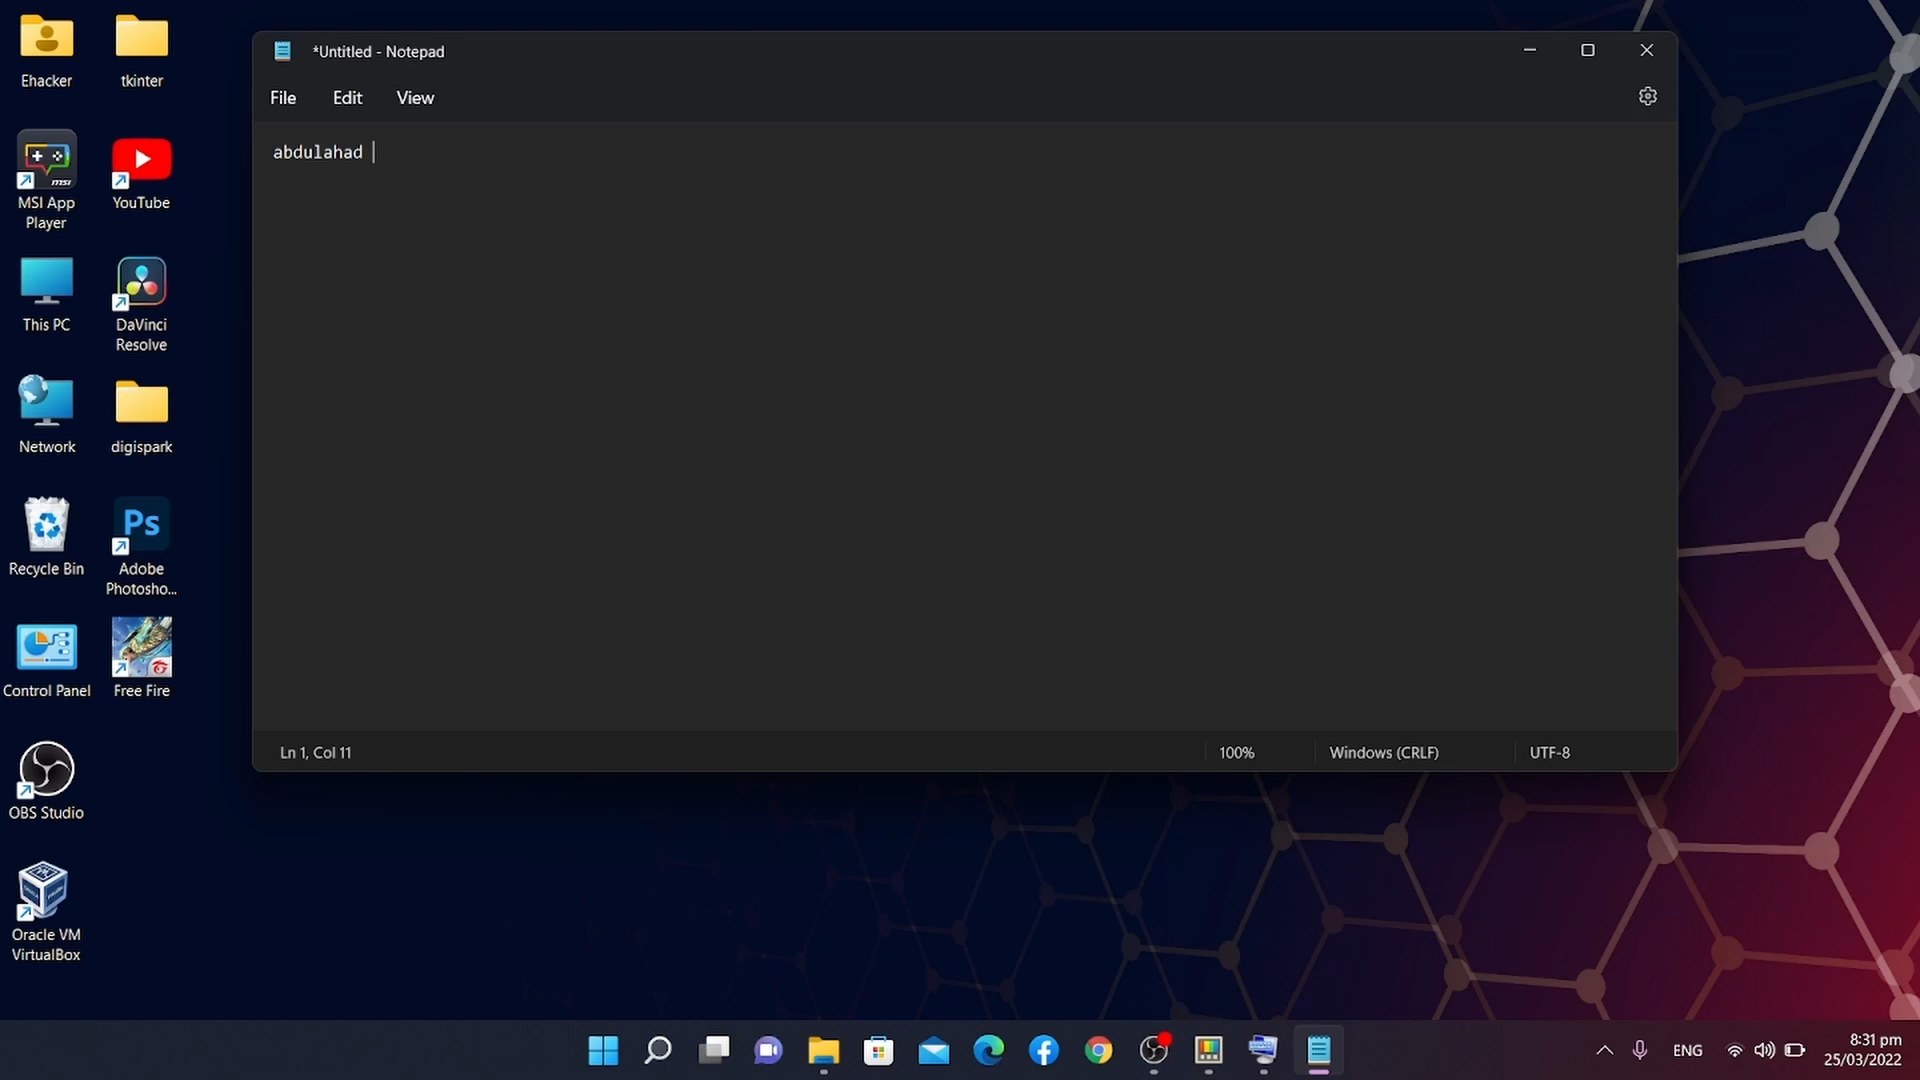 *Untitled - Notepad
File Edit View
abdulahad
Ln 1, Col 11 100% Windows (CRLF) UTF-8
Ehacker
tkinter
msi
MSI App
Player
YouTube
This PC
DaVinci
Resolve
Network
digispark
Recycle Bin
Ps
Adobe
Photosho...
Control Panel
Free Fire
OBS Studio
Oracle VM
VirtualBox
ENG
8:31 pm
25/03/2022